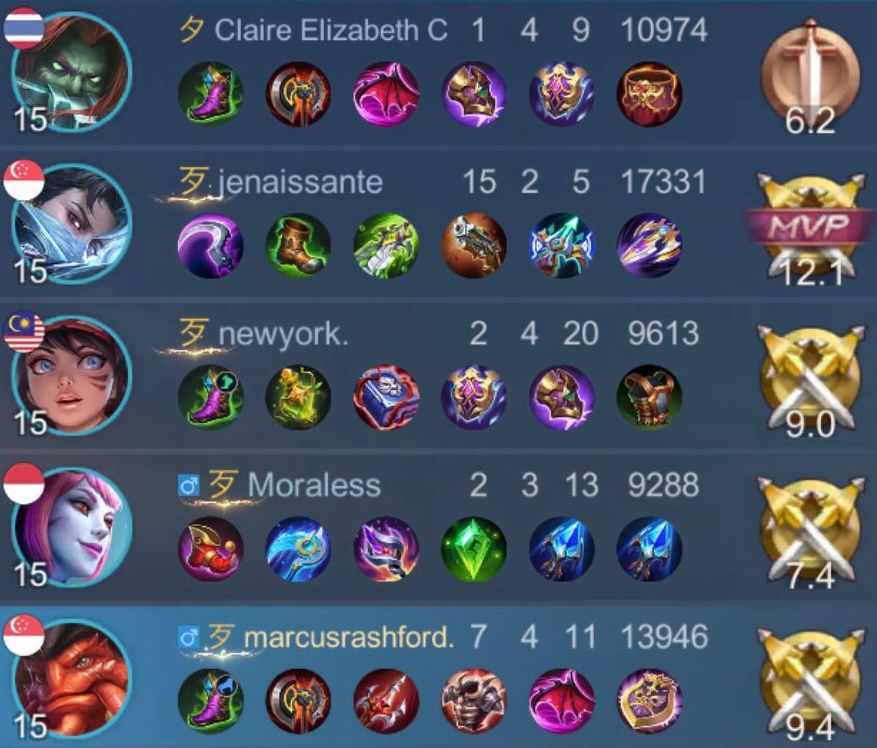 夕 Claire Elizabeth C 1 4 9 10974
15 6.2
歹 jenaissante 15 2 5 17331
MVP
15 12.1
歹 newyork. 2 4 20 9613
15 9.0
♂ 歹 Moraless 2 3 13 9288
15 7.4
♂ 歹 marcusrashford. 7 4 11 13946
15 9.4